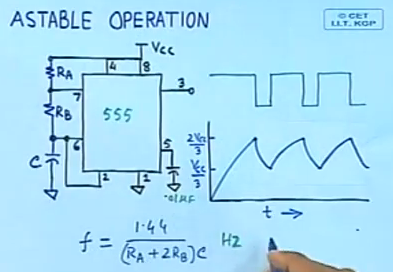 ASTABLE OPERATION
© CET
I.I.T. KGP
Vcc
4
8
RA
3
7
RB
555
6
5
2Vcc
3
C
Vcc
3
2
1
.01μF
t →
f = 1.44 / (RA + 2RB)C Hz